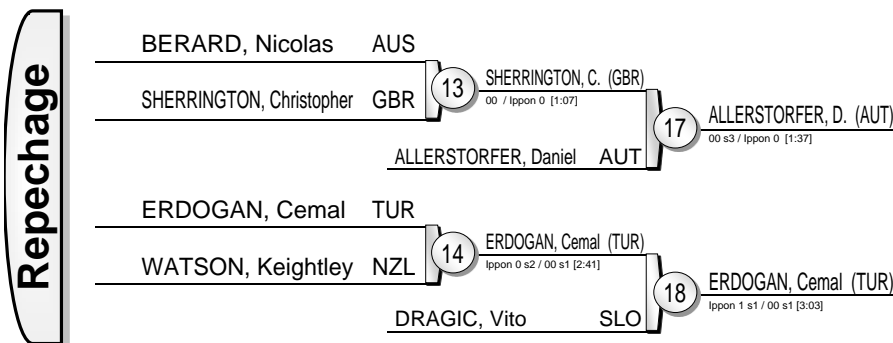 Repechage
BERARD, Nicolas AUS
SHERRINGTON, Christopher GBR
13
SHERRINGTON, C. (GBR)
00 / Ippon 0 [1:07]
ALLERSTORFER, Daniel AUT
17
ALLERSTORFER, D. (AUT)
00 s3 / Ippon 0 [1:37]
ERDOGAN, Cemal TUR
WATSON, Keightley NZL
14
ERDOGAN, Cemal (TUR)
Ippon 0 s2 / 00 s1 [2:41]
DRAGIC, Vito SLO
18
ERDOGAN, Cemal (TUR)
Ippon 1 s1 / 00 s1 [3:03]